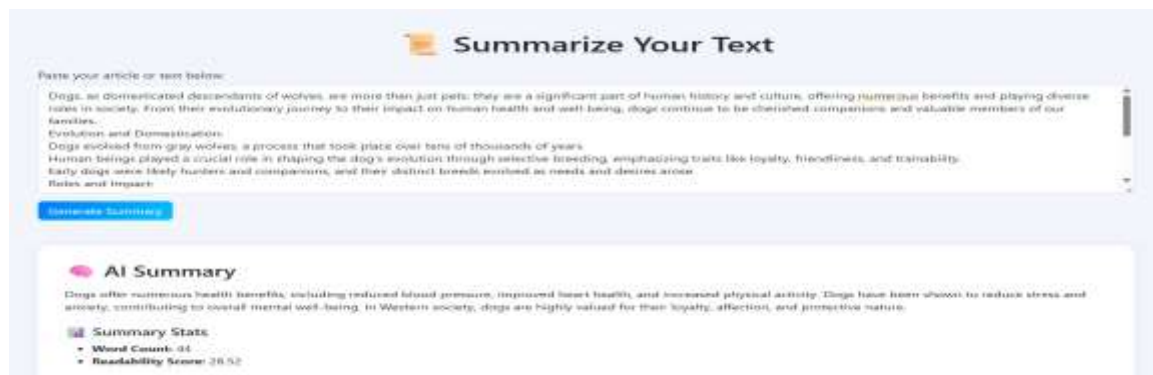 Summarize Your Text
Paste your article or text below:
Dogs, as domesticated descendants of wolves, are more than just pets; they are a significant part of human history and culture, offering numerous benefits and playing diverse
roles in society. From their evolutionary journey to their impact on human health and well-being, dogs continue to be cherished companions and valuable members of our
families.
Evolution and Domestication:
Dogs evolved from gray wolves, a process that took place over tens of thousands of years.
Human beings played a crucial role in shaping the dog's evolution through selective breeding, emphasizing traits like loyalty, friendliness, and trainability.
Early dogs were likely hunters and companions, and their distinct breeds evolved as needs and desires arose.
Roles and Impact:
Generate Summary
AI Summary
Dogs offer numerous health benefits, including reduced blood pressure, improved heart health, and increased physical activity. Dogs have been shown to reduce stress and
anxiety, contributing to overall mental well-being. In Western society, dogs are highly valued for their loyalty, affection, and protective nature.
Summary Stats
• Word Count: 44
• Readability Score: 28.52